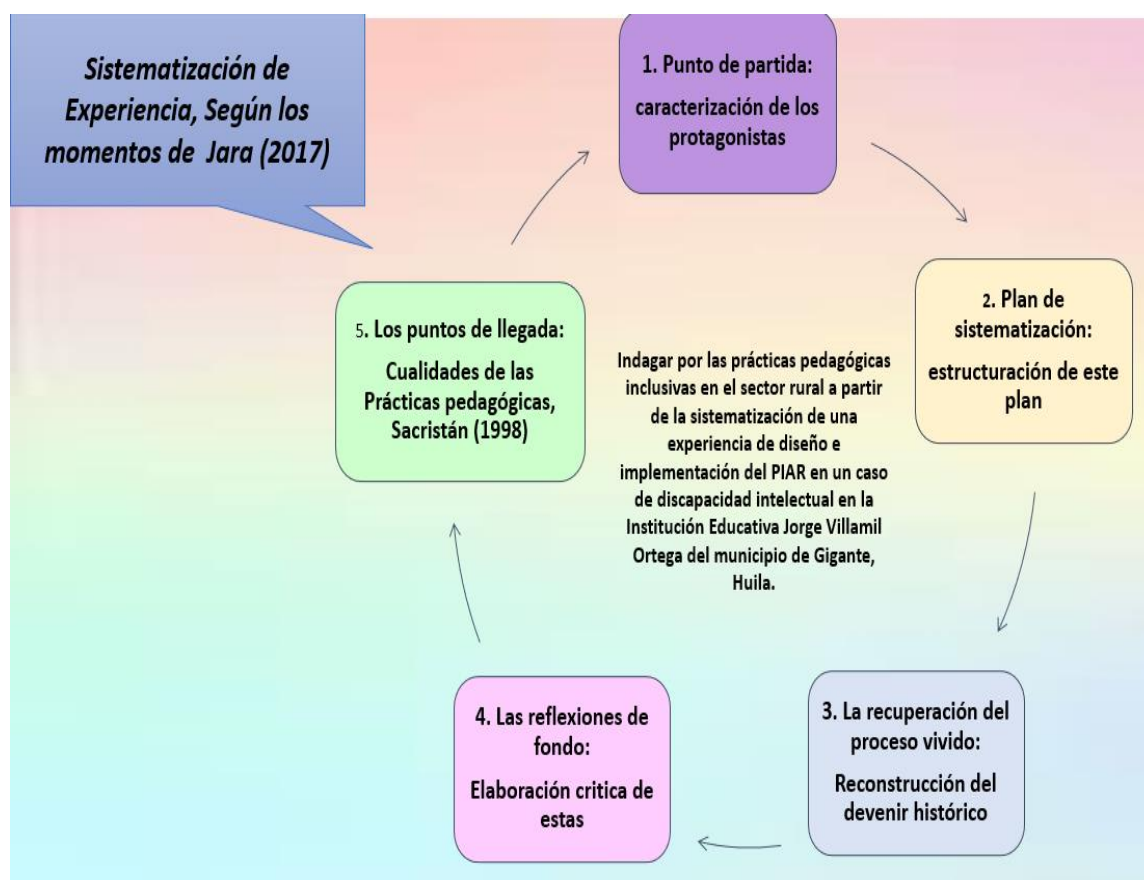 Sistematización de
Experiencia, Según los
momentos de Jara (2017)
1. Punto de partida:
caracterización de los
protagonistas
2. Plan de
sistematización:
estructuración de este
plan
3. La recuperación del
proceso vivido:
Reconstrucción del
devenir histórico
4. Las reflexiones de
fondo:
Elaboración critica de
estas
5. Los puntos de llegada:
Cualidades de las
Prácticas pedagógicas,
Sacristán (1998)
Indagar por las prácticas pedagógicas
inclusivas en el sector rural a partir
de la sistematización de una
experiencia de diseño e
implementación del PIAR en un caso
de discapacidad intelectual en la
Institución Educativa Jorge Villamil
Ortega del municipio de Gigante,
Huila.